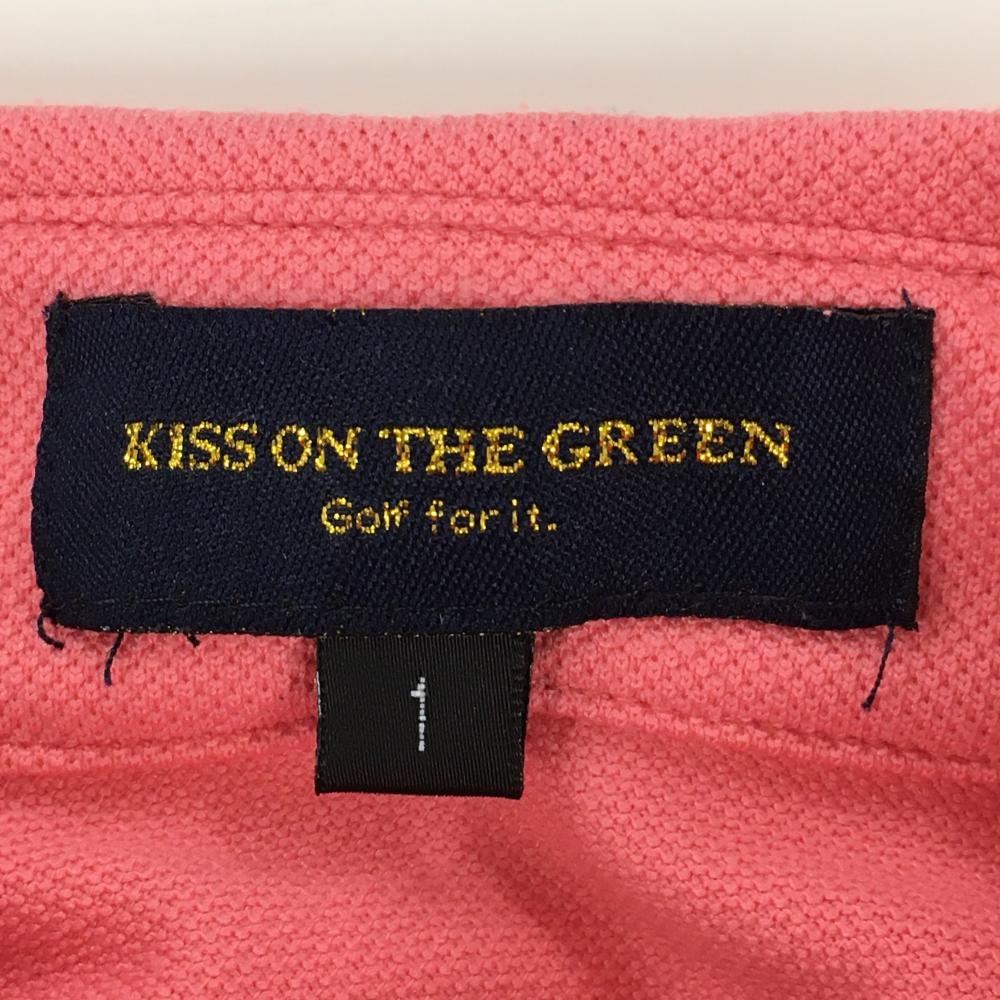 KISS ON THE GREEN
Golf for it.
1